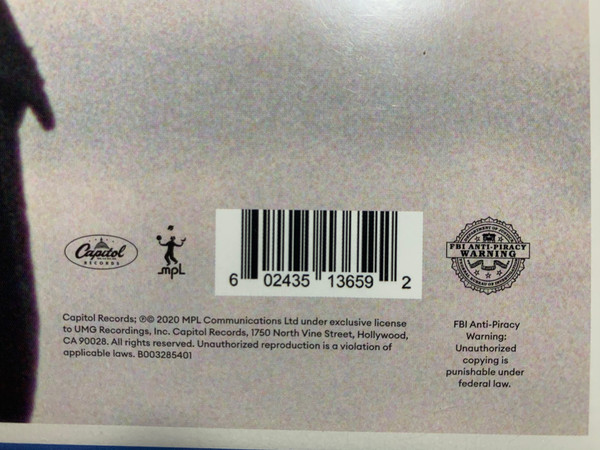 Capitol
RECORDS
mpL
6 02435 13659 2
FBI ANTI-PIRACY
WARNING
Capitol Records; ℗© 2020 MPL Communications Ltd under exclusive license
to UMG Recordings, Inc. Capitol Records, 1750 North Vine Street, Hollywood,
CA 90028. All rights reserved. Unauthorized reproduction is a violation of
applicable laws. B003285401
FBI Anti-Piracy
Warning:
Unauthorized
copying is
punishable under
federal law.